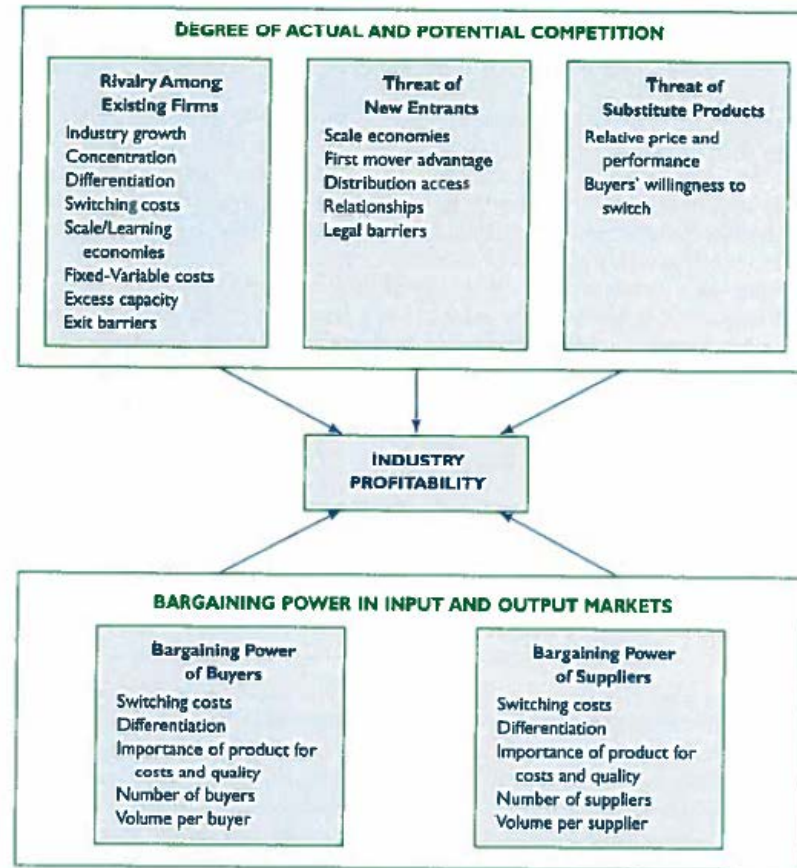 DEGREE OF ACTUAL AND POTENTIAL COMPETITION
Rivalry Among
Existing Firms
Industry growth
Concentration
Differentiation
Switching costs
Scale/Learning
economies
Fixed-Variable costs
Excess capacity
Exit barriers
Threat of
New Entrants
Scale economies
First mover advantage
Distribution access
Relationships
Legal barriers
Threat of
Substitute Products
Relative price and
performance
Buyers' willingness to
switch
INDUSTRY
PROFITABILITY
BARGAINING POWER IN INPUT AND OUTPUT MARKETS
Bargaining Power
of Buyers
Switching costs
Differentiation
Importance of product for
costs and quality
Number of buyers
Volume per buyer
Bargaining Power
of Suppliers
Switching costs
Differentiation
Importance of product for
costs and quality
Number of suppliers
Volume per supplier